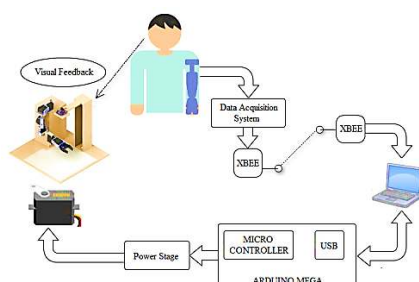 Visual Feedback
Data Acquisition
System
XBEE
XBEE
MICRO
CONTROLLER
USB
Power Stage
ARDUINO MEGA